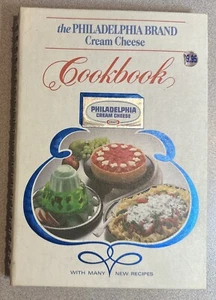 the PHILADELPHIA BRAND
Cream Cheese
Cookbook
PHILADELPHIA
CREAM CHEESE
WITH MANY NEW RECIPES